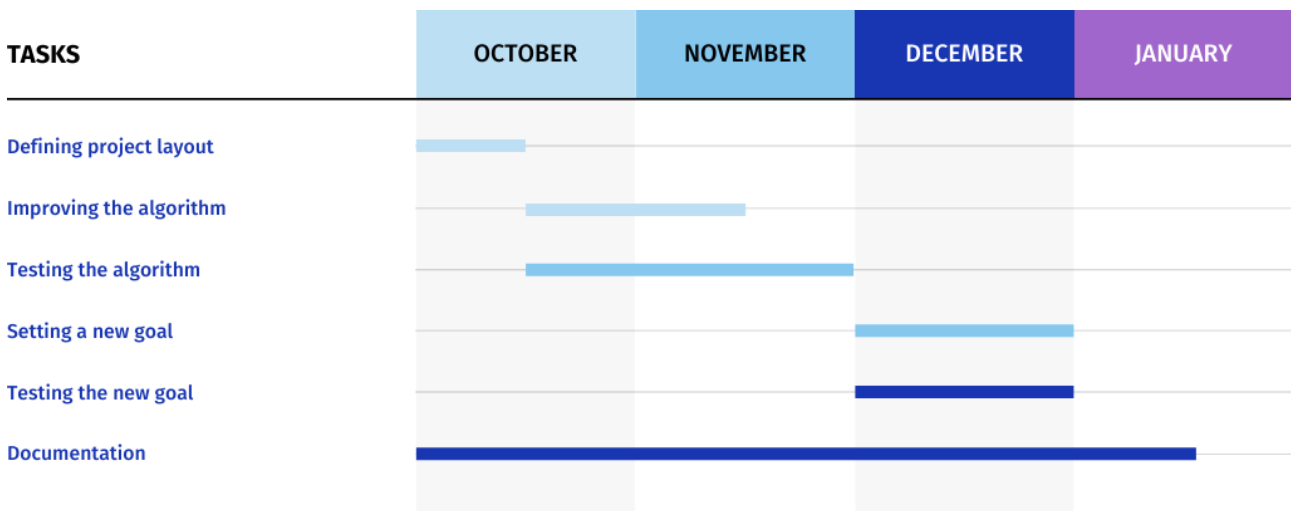 TASKS OCTOBER NOVEMBER DECEMBER JANUARY
Defining project layout
Improving the algorithm
Testing the algorithm
Setting a new goal
Testing the new goal
Documentation